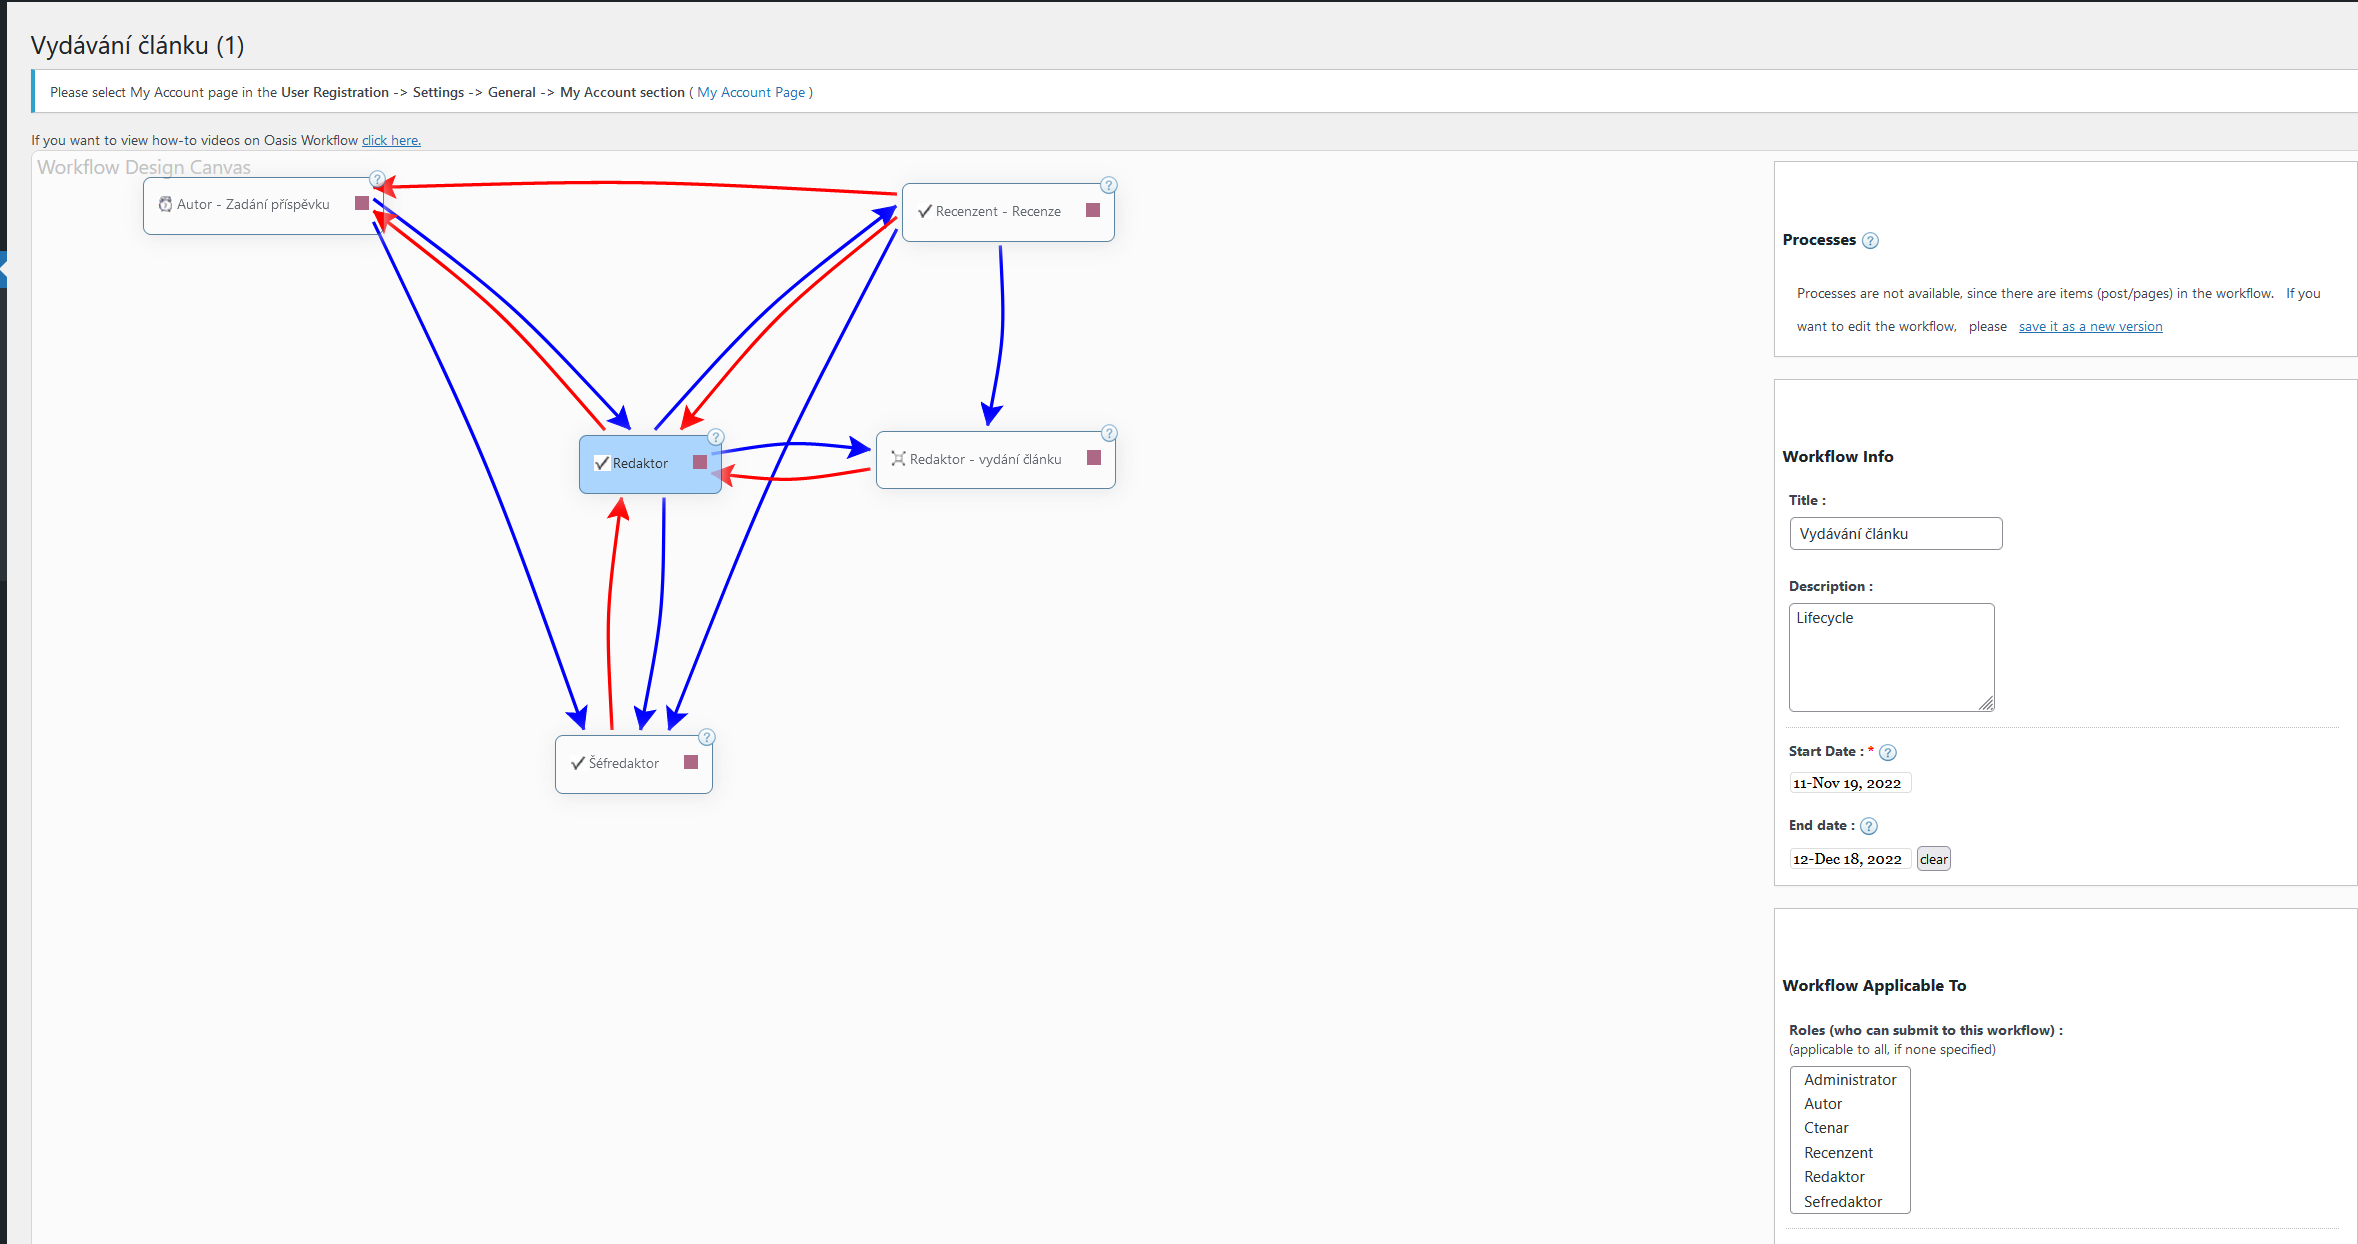 Vydávání článku (1)
Please select My Account page in the User Registration -> Settings -> General -> My Account section ( My Account Page )
If you want to view how-to videos on Oasis Workflow click here.
Workflow Design Canvas
Autor - Zadání příspěvku
Recenzent - Recenze
Redaktor
Redaktor - vydání článku
Šéfredaktor
Processes ?
Processes are not available, since there are items (post/pages) in the workflow. If you
want to edit the workflow, please save it as a new version
Workflow Info
Title :
Vydávání článku
Description :
Lifecycle
Start Date : * ?
11-Nov 19, 2022
End date : ?
12-Dec 18, 2022 clear
Workflow Applicable To
Roles (who can submit to this workflow) :
(applicable to all, if none specified)
Administrator
Autor
Ctenar
Recenzent
Redaktor
Sefredaktor